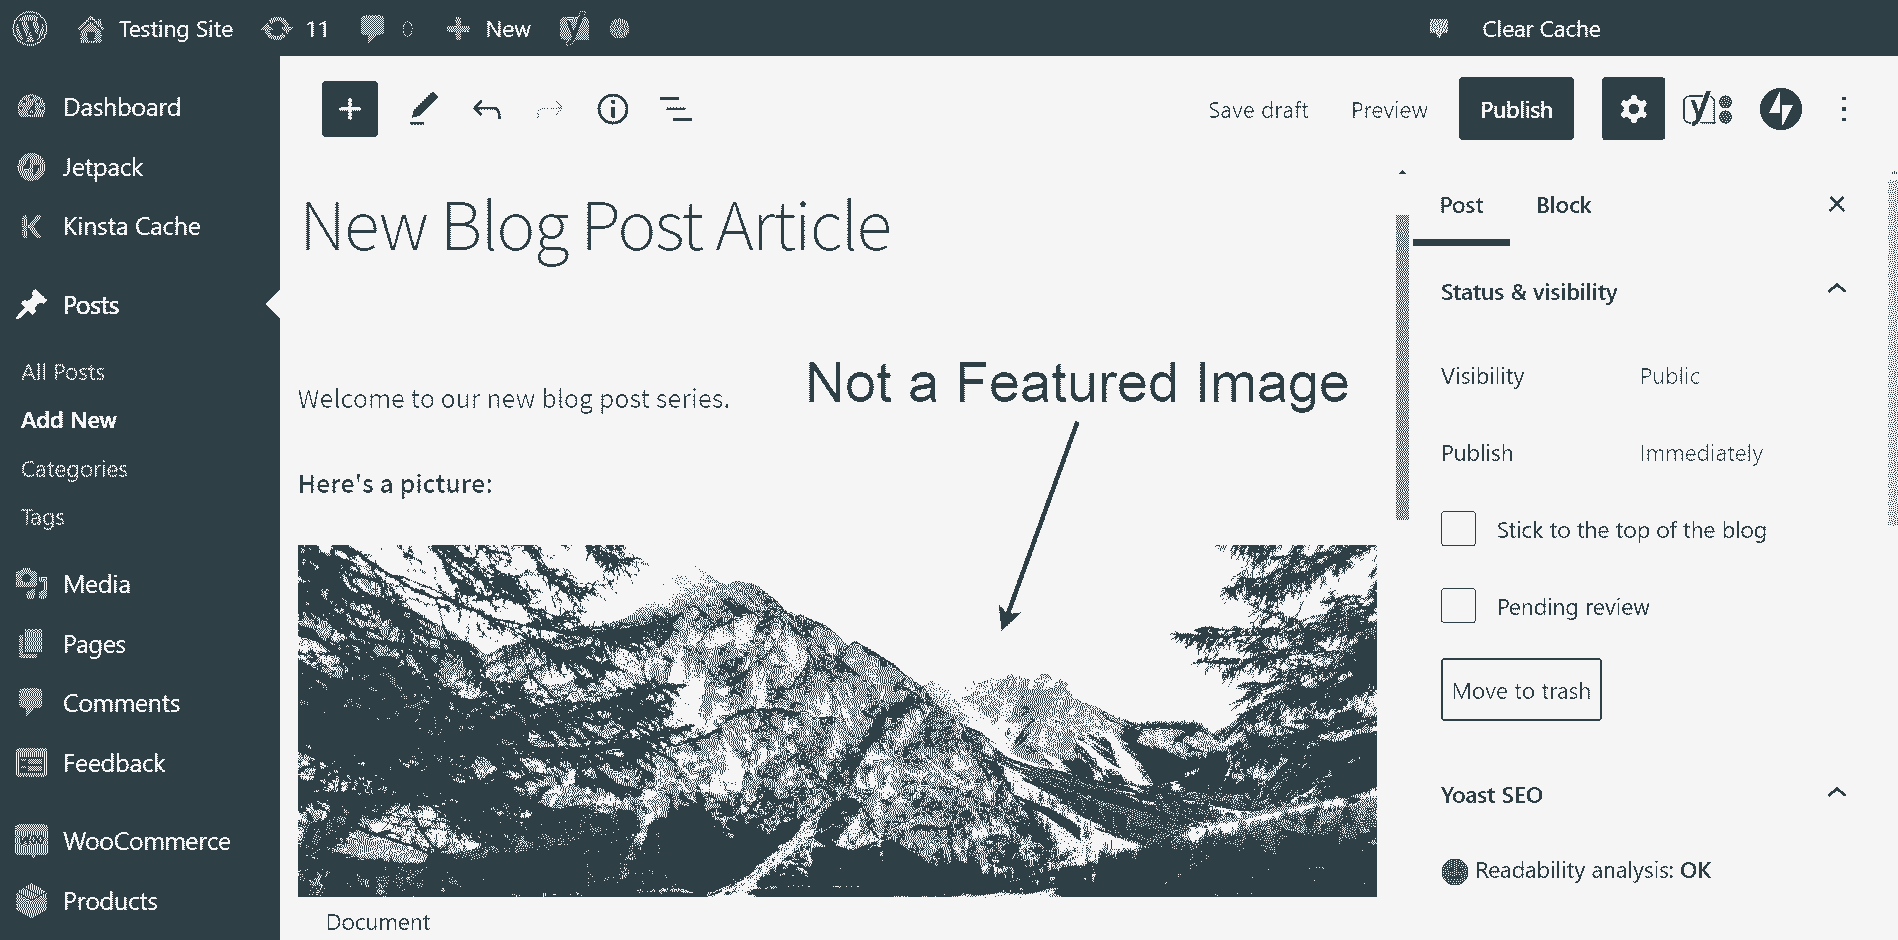 Testing Site 11 0 New Clear Cache
Dashboard
Jetpack
Kinsta Cache
Posts
All Posts
Add New
Categories
Tags
Media
Pages
Comments
Feedback
WooCommerce
Products
Save draft Preview Publish
New Blog Post Article
Welcome to our new blog post series.
Not a Featured Image
Here's a picture:
Document
Post Block
Status & visibility
Visibility Public
Publish Immediately
Stick to the top of the blog
Pending review
Move to trash
Yoast SEO
Readability analysis: OK